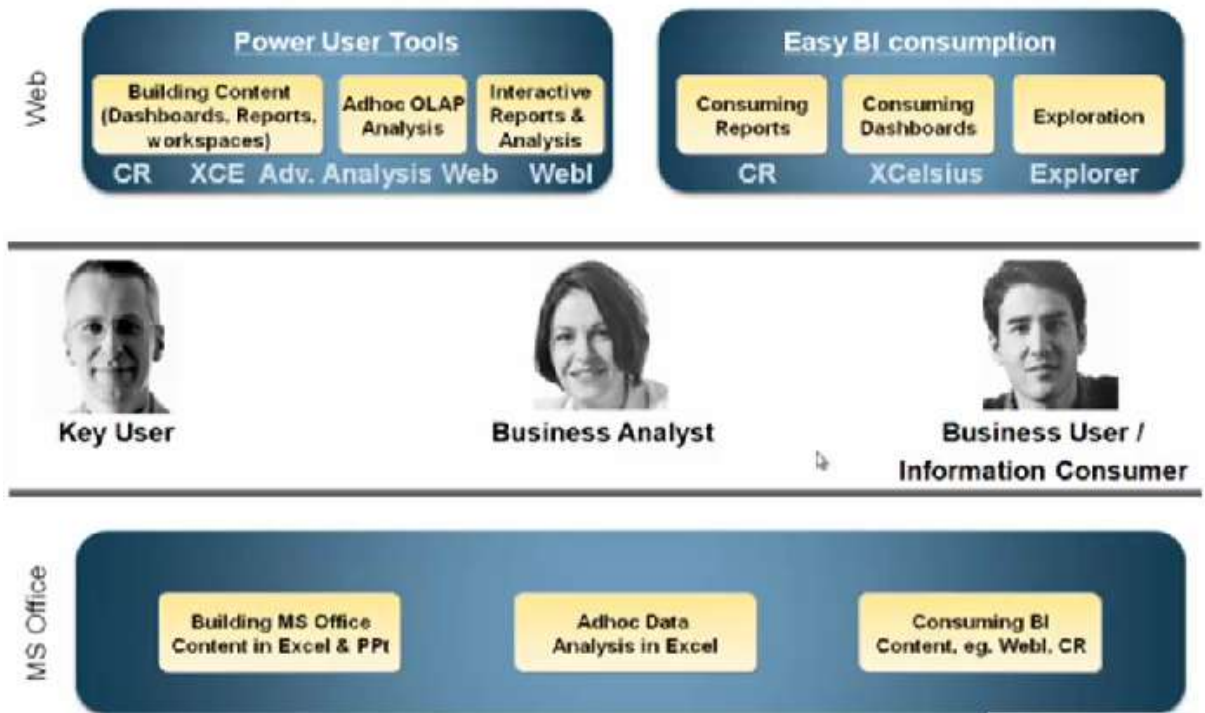 Web
Power User Tools
Building Content
(Dashboards, Reports,
workspaces)
Adhoc OLAP
Analysis
Interactive
Reports &
Analysis
CR XCE Adv. Analysis Web WebI
Easy BI consumption
Consuming
Reports
Consuming
Dashboards
Exploration
CR XCelsius Explorer
Key User
Business Analyst
Business User /
Information Consumer
MS Office
Building MS Office
Content in Excel & PPt
Adhoc Data
Analysis in Excel
Consuming BI
Content, eg. WebI, CR